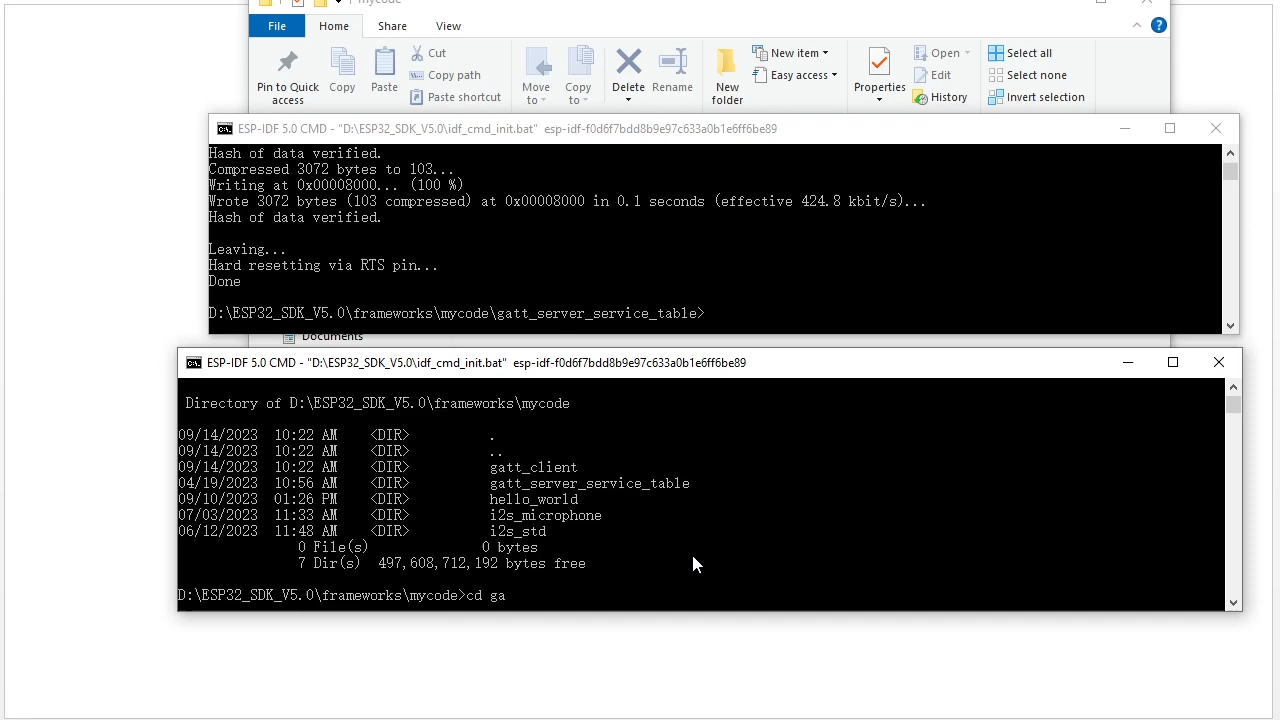 mycode
File Home Share View
Pin to Quick access
Copy
Paste
Cut
Copy path
Paste shortcut
Move to
Copy to
Delete
Rename
New folder
New item
Easy access
Properties
Open
Edit
History
Select all
Select none
Invert selection
ESP-IDF 5.0 CMD - "D:\ESP32_SDK_V5.0\idf_cmd_init.bat" esp-idf-f0d6f7bdd8b9e97c633a0b1e6ff6be89
Hash of data verified.
Compressed 3072 bytes to 103...
Writing at 0x00008000... (100 %)
Wrote 3072 bytes (103 compressed) at 0x00008000 in 0.1 seconds (effective 424.8 kbit/s)...
Hash of data verified.
Leaving...
Hard resetting via RTS pin...
Done
D:\ESP32_SDK_V5.0\frameworks\mycode\gatt_server_service_table>
Documents
ESP-IDF 5.0 CMD - "D:\ESP32_SDK_V5.0\idf_cmd_init.bat" esp-idf-f0d6f7bdd8b9e97c633a0b1e6ff6be89
Directory of D:\ESP32_SDK_V5.0\frameworks\mycode
09/14/2023 10:22 AM <DIR> .
09/14/2023 10:22 AM <DIR> ..
09/14/2023 10:22 AM <DIR> gatt_client
04/19/2023 10:56 AM <DIR> gatt_server_service_table
09/10/2023 01:26 PM <DIR> hello_world
07/03/2023 11:33 AM <DIR> i2s_microphone
06/12/2023 11:48 AM <DIR> i2s_std
0 File(s) 0 bytes
7 Dir(s) 497,608,712,192 bytes free
D:\ESP32_SDK_V5.0\frameworks\mycode>cd ga